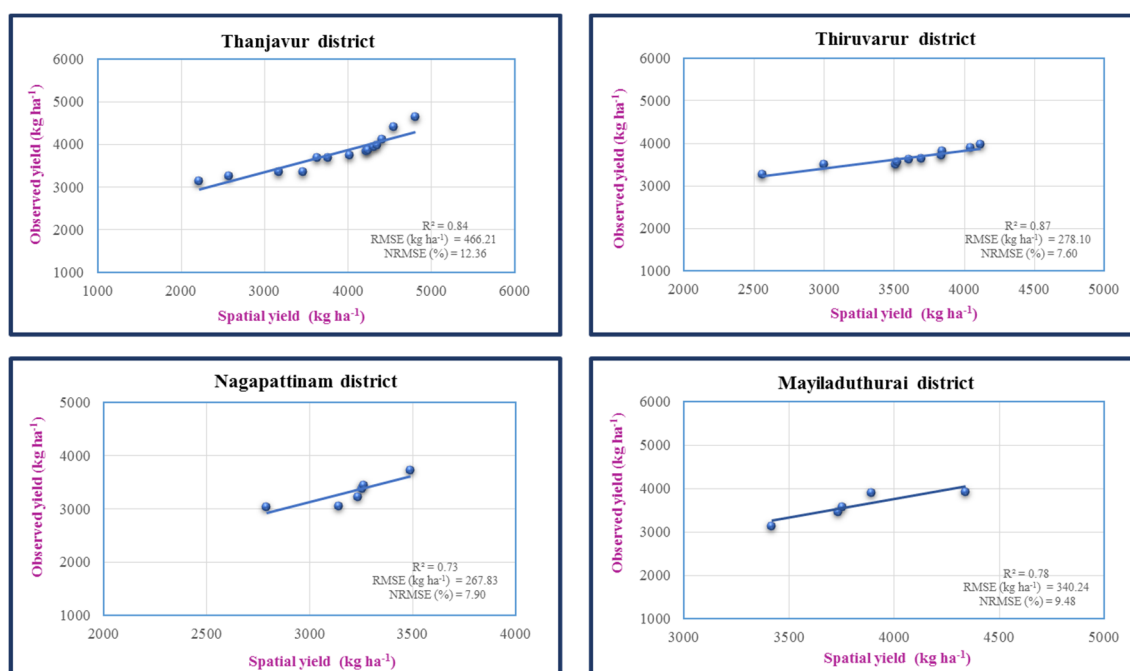 Thanjavur district
6000
5000
4000
3000
2000
1000
Observed yield (kg ha⁻¹)
R² = 0.84
RMSE (kg ha⁻¹) = 466.21
NRMSE (%) = 12.36
1000 2000 3000 4000 5000 6000
Spatial yield (kg ha⁻¹)
Thiruvarur district
6000
5000
4000
3000
2000
1000
Observed yield (kg ha⁻¹)
R² = 0.87
RMSE (kg ha⁻¹) = 278.10
NRMSE (%) = 7.60
2000 2500 3000 3500 4000 4500 5000
Spatial yield (kg ha⁻¹)
Nagapattinam district
5000
4000
3000
2000
1000
Observed yield (kg ha⁻¹)
R² = 0.73
RMSE (kg ha⁻¹) = 267.83
NRMSE (%) = 7.90
2000 2500 3000 3500 4000
Spatial yield (kg ha⁻¹)
Mayiladuthurai district
6000
5000
4000
3000
2000
1000
Observed yield (kg ha⁻¹)
R² = 0.78
RMSE (kg ha⁻¹) = 340.24
NRMSE (%) = 9.48
3000 3500 4000 4500 5000
Spatial yield (kg ha⁻¹)